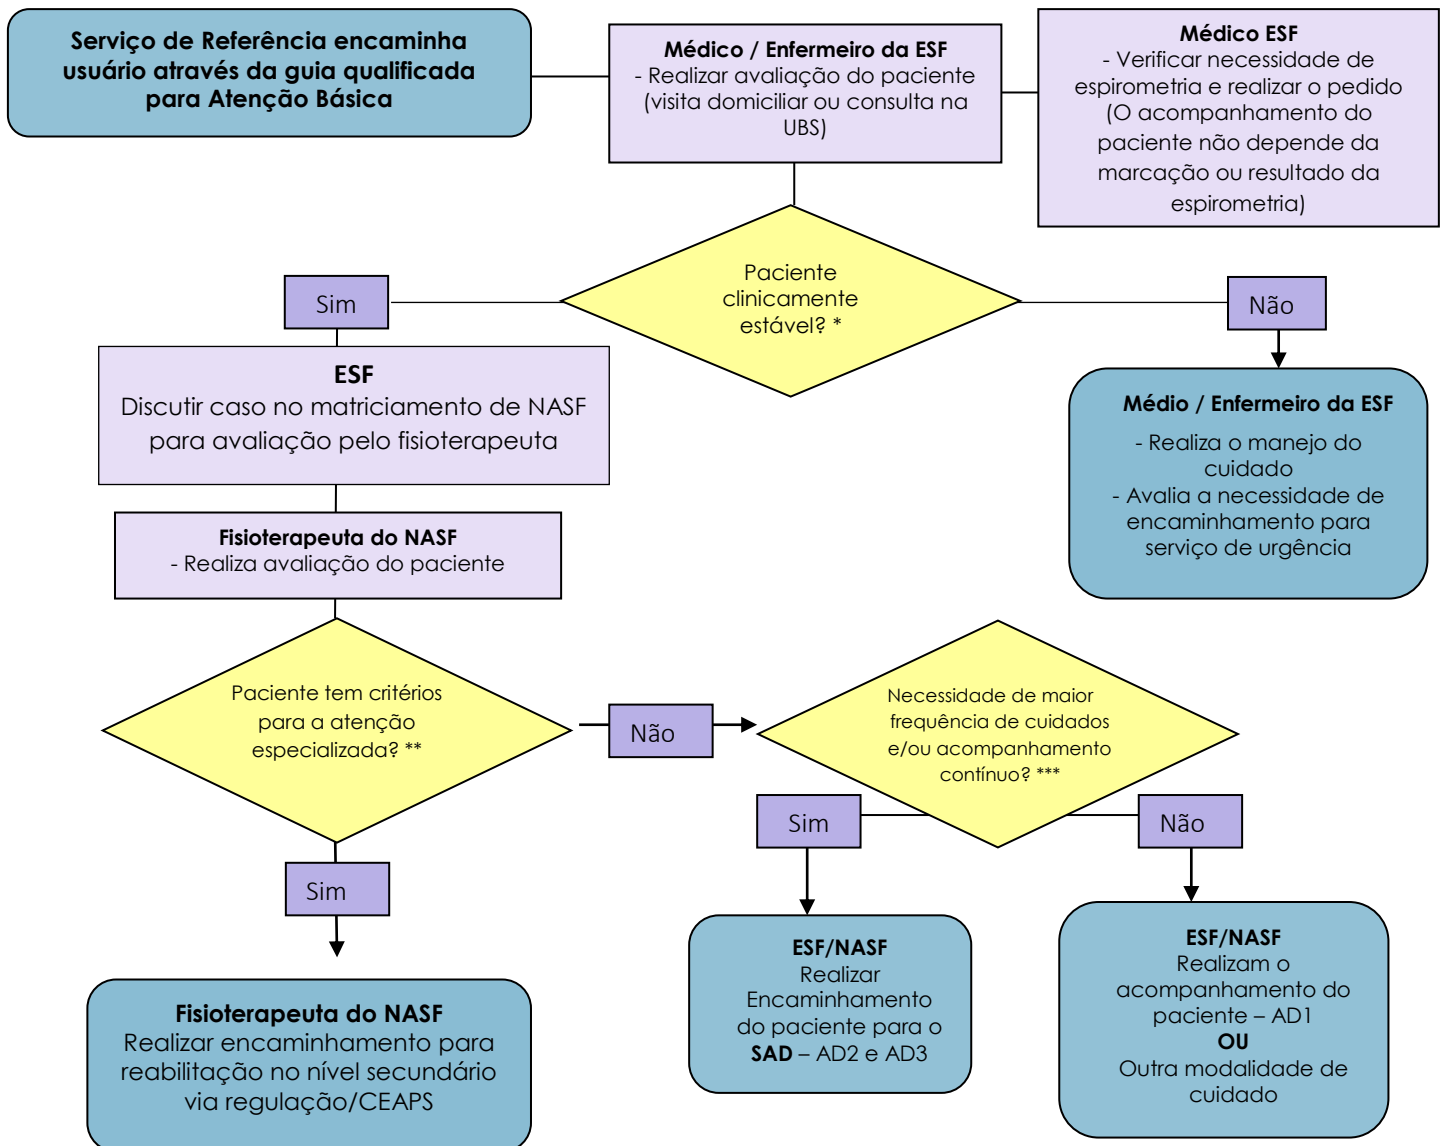 Serviço de Referência encaminha
usuário através da guia qualificada
para Atenção Básica
Médico / Enfermeiro da ESF
- Realizar avaliação do paciente
(visita domiciliar ou consulta na
UBS)
Médico ESF
- Verificar necessidade de
espirometria e realizar o pedido
(O acompanhamento do
paciente não depende da
marcação ou resultado da
espirometria)
Paciente
clinicamente
estável? *
Sim
Não
ESF
Discutir caso no matriciamento de NASF
para avaliação pelo fisioterapeuta
Médio / Enfermeiro da ESF
- Realiza o manejo do
cuidado
- Avalia a necessidade de
encaminhamento para
serviço de urgência
Fisioterapeuta do NASF
- Realiza avaliação do paciente
Paciente tem critérios
para a atenção
especializada? **
Não
Necessidade de maior
frequência de cuidados
e/ou acompanhamento
contínuo? ***
Sim
Sim
Não
Fisioterapeuta do NASF
Realizar encaminhamento para
reabilitação no nível secundário
via regulação/CEAPS
ESF/NASF
Realizar
Encaminhamento
do paciente para o
SAD – AD2 e AD3
ESF/NASF
Realizam o
acompanhamento do
paciente – AD1
OU
Outra modalidade de
cuidado